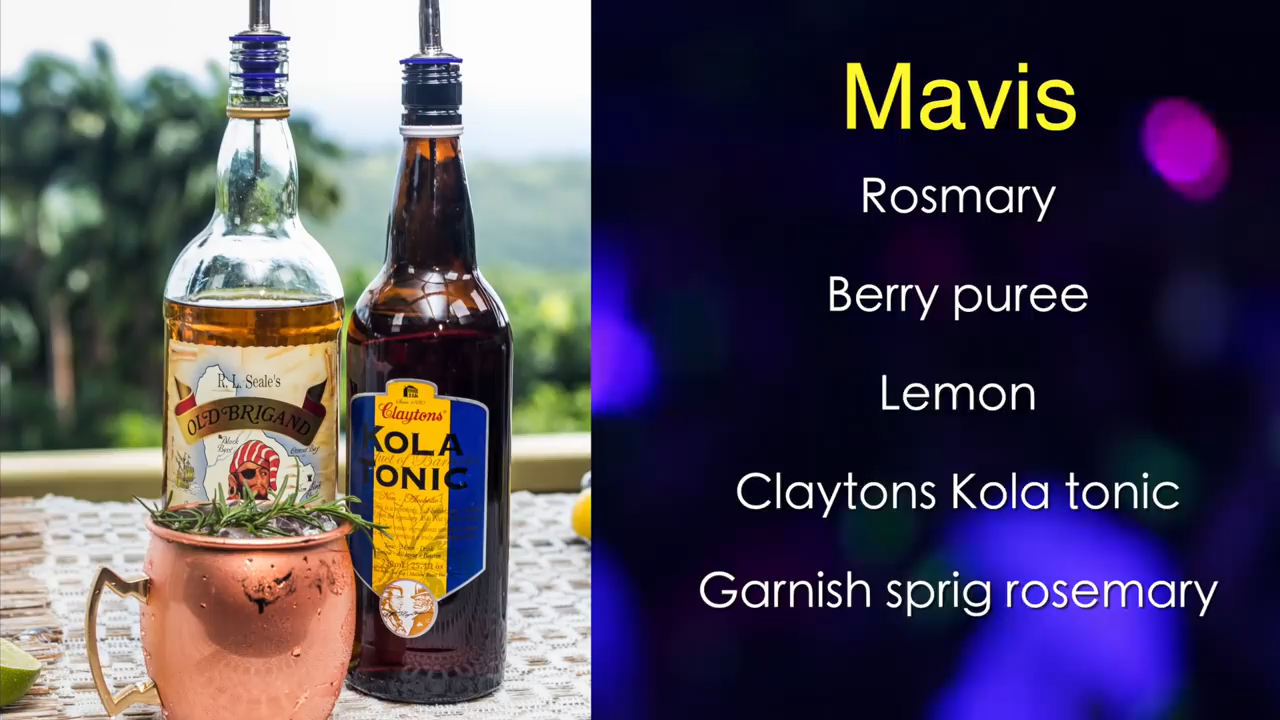 R. L. Seale's
OLD BRIGAND
Claytons
KOLA
TONIC
Mavis
Rosmary
Berry puree
Lemon
Claytons Kola tonic
Garnish sprig rosemary